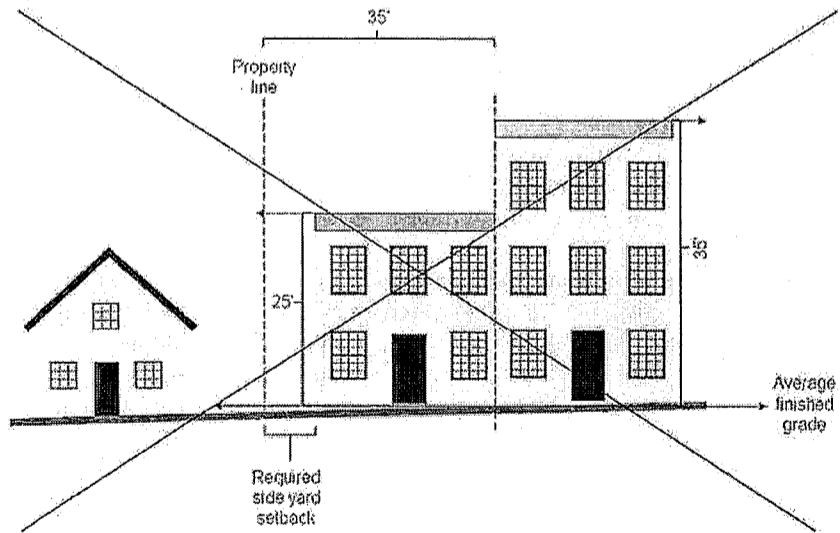 35'
Property
line
25'
35'
Average
finished
grade
Required
side yard
setback